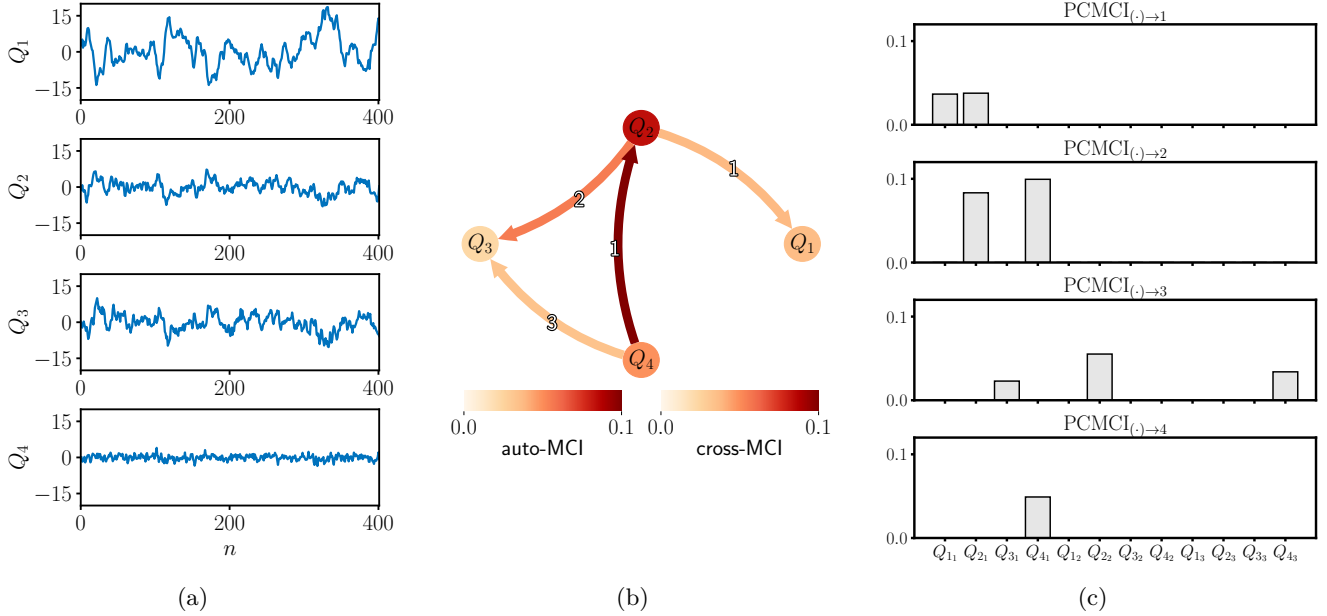 15
0
−15
Q₁
0 200 400
15
0
−15
Q₂
0 200 400
15
0
−15
Q₃
0 200 400
15
0
−15
Q₄
0 200 400
n
(a)
Q₂
1
2
Q₃
Q₁
1
3
Q₄
0.0 0.1 0.0 0.1
auto-MCI cross-MCI
(b)
PCMCI₍.₎→₁
0.1
0.0
PCMCI₍.₎→₂
0.1
0.0
PCMCI₍.₎→₃
0.1
0.0
PCMCI₍.₎→₄
0.1
0.0
Q₁₁ Q₂₁ Q₃₁ Q₄₁ Q₁₂ Q₂₂ Q₃₂ Q₄₂ Q₁₃ Q₂₃ Q₃₃ Q₄₃
(c)